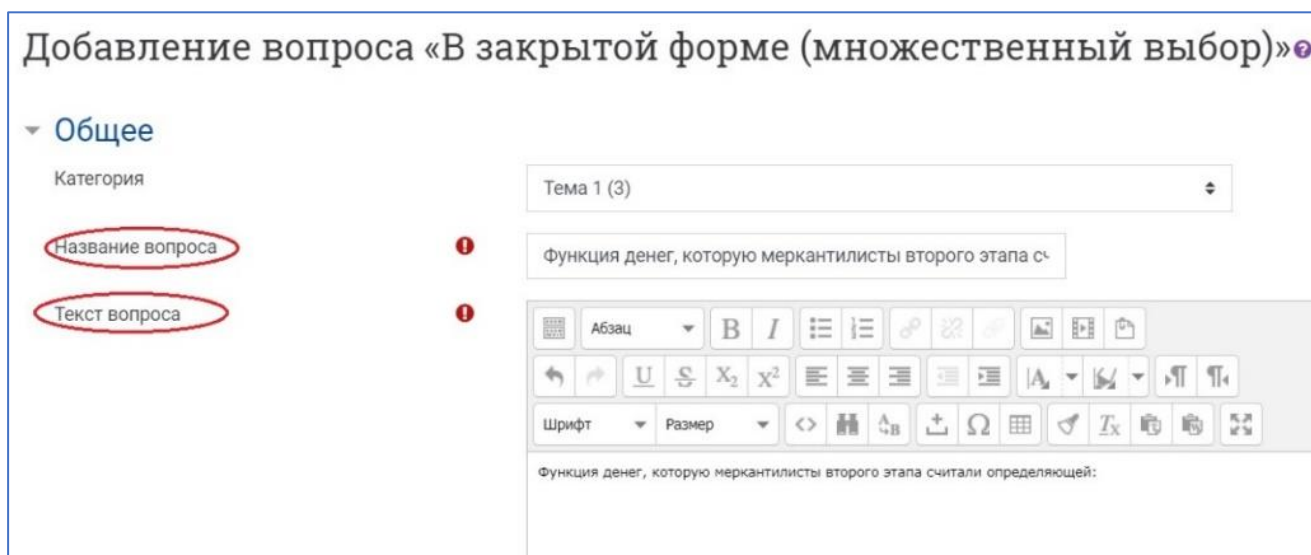 Добавление вопроса «В закрытой форме (множественный выбор)»
Общее
Категория
Тема 1 (3)
Название вопроса
Функция денег, которую меркантилисты второго этапа сч
Текст вопроса
Абзац
Шрифт Размер
Функция денег, которую меркантилисты второго этапа считали определяющей: